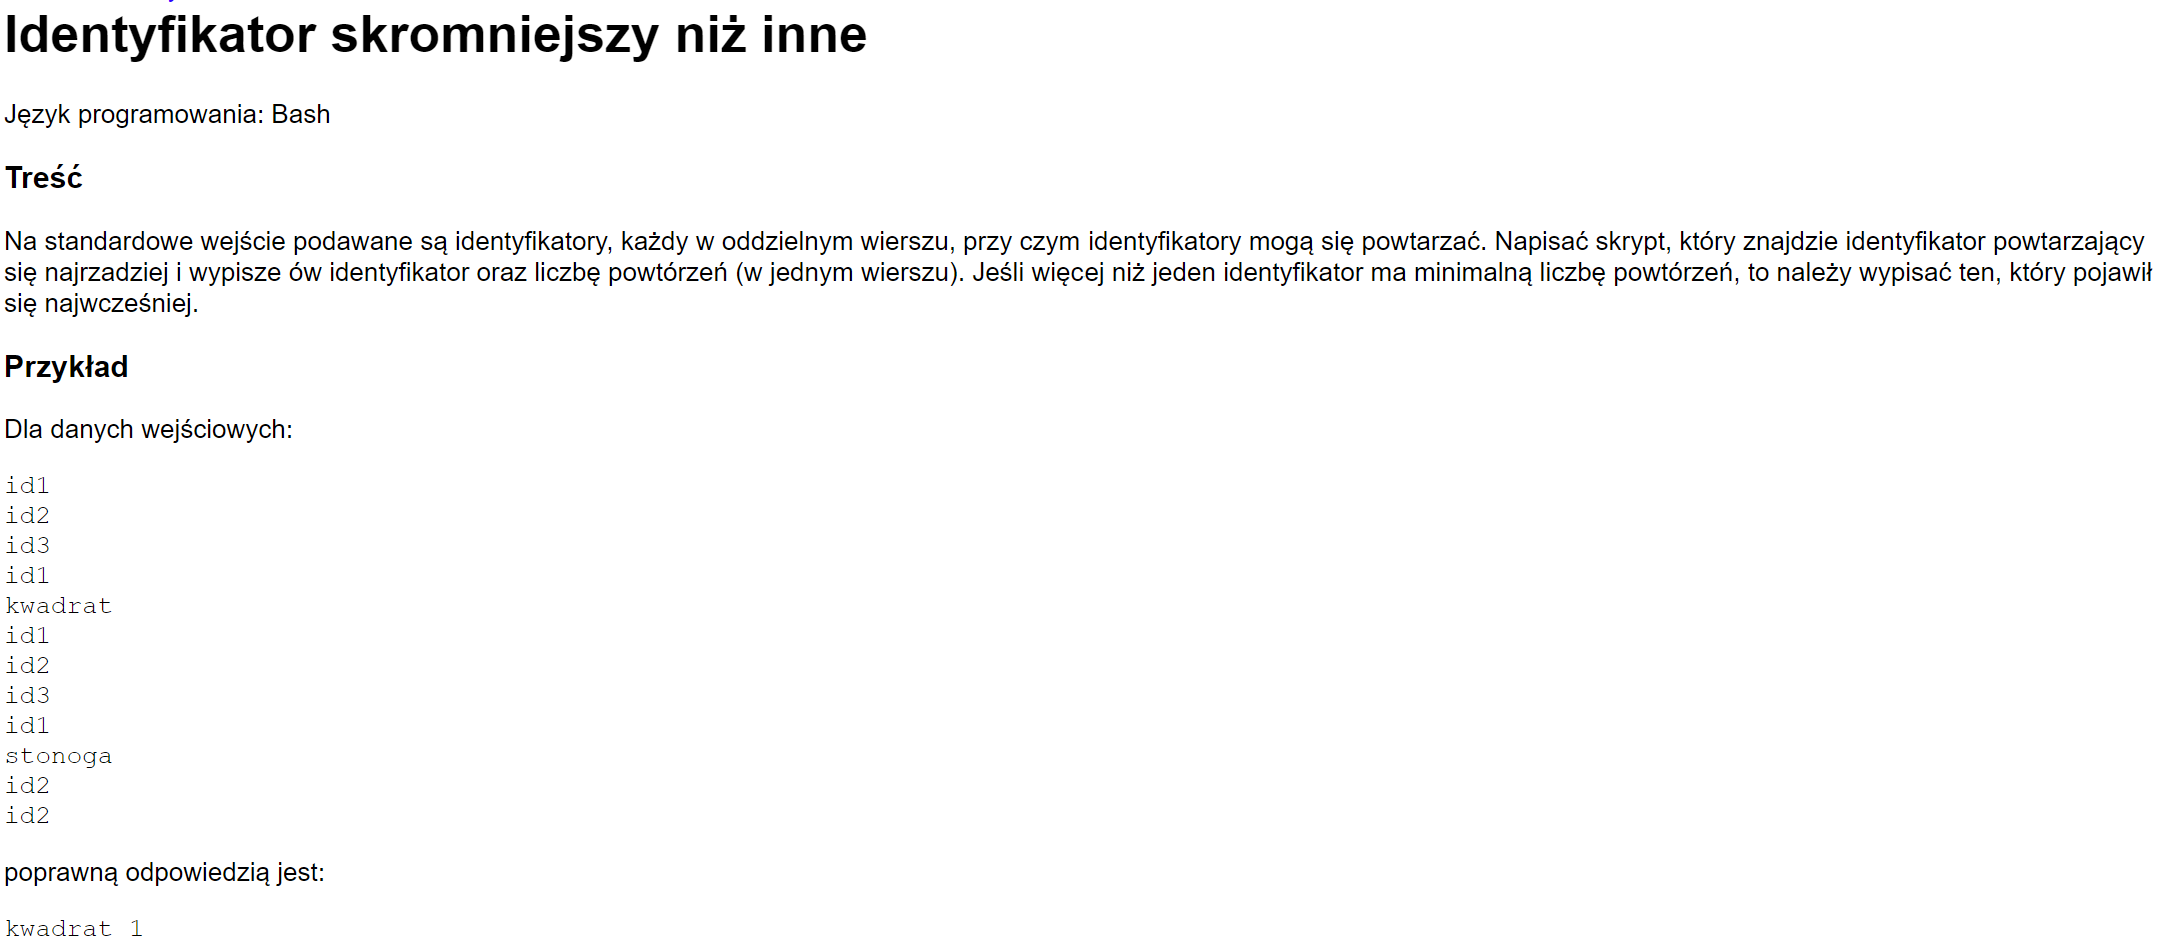 Identyfikator skromniejszy niż inne
Język programowania: Bash
Treść
Na standardowe wejście podawane są identyfikatory, każdy w oddzielnym wierszu, przy czym identyfikatory mogą się powtarzać. Napisać skrypt, który znajdzie identyfikator powtarzający
się najrzadziej i wypisze ów identyfikator oraz liczbę powtórzeń (w jednym wierszu). Jeśli więcej niż jeden identyfikator ma minimalną liczbę powtórzeń, to należy wypisać ten, który pojawił
się najwcześniej.
Przykład
Dla danych wejściowych:
id1
id2
id3
id1
kwadrat
id1
id2
id3
id1
stonoga
id2
id2
poprawną odpowiedzią jest:
kwadrat 1